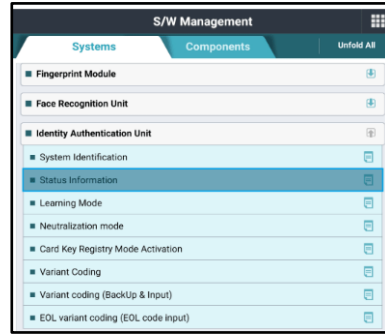 S/W Management
Systems Components Unfold All
Fingerprint Module
Face Recognition Unit
Identity Authentication Unit
System Identification
Status Information
Learning Mode
Neutralization mode
Card Key Registry Mode Activation
Variant Coding
Variant coding (BackUp & Input)
EOL variant coding (EOL code input)